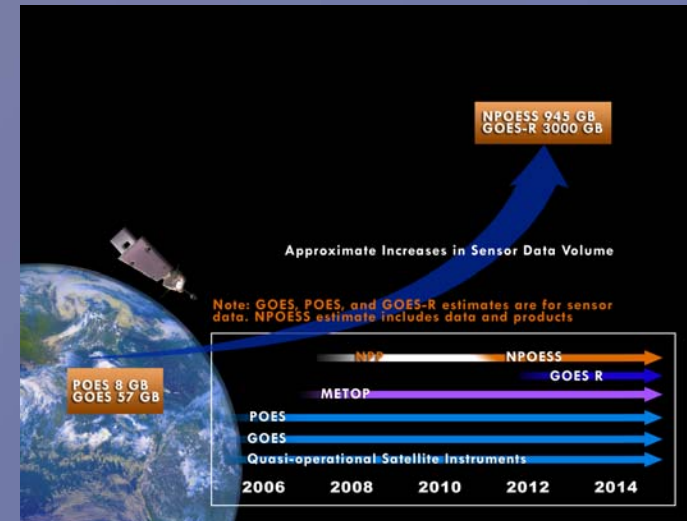 NPOESS 945 GB
GOES-R 3000 GB
Approximate Increases in Sensor Data Volume
Note: GOES, POES, and GOES-R estimates are for sensor
data. NPOESS estimate includes data and products
POES 8 GB
GOES 57 GB
NPP NPOESS
GOES R
METOP
POES
GOES
Quasi-operational Satellite Instruments
2006 2008 2010 2012 2014